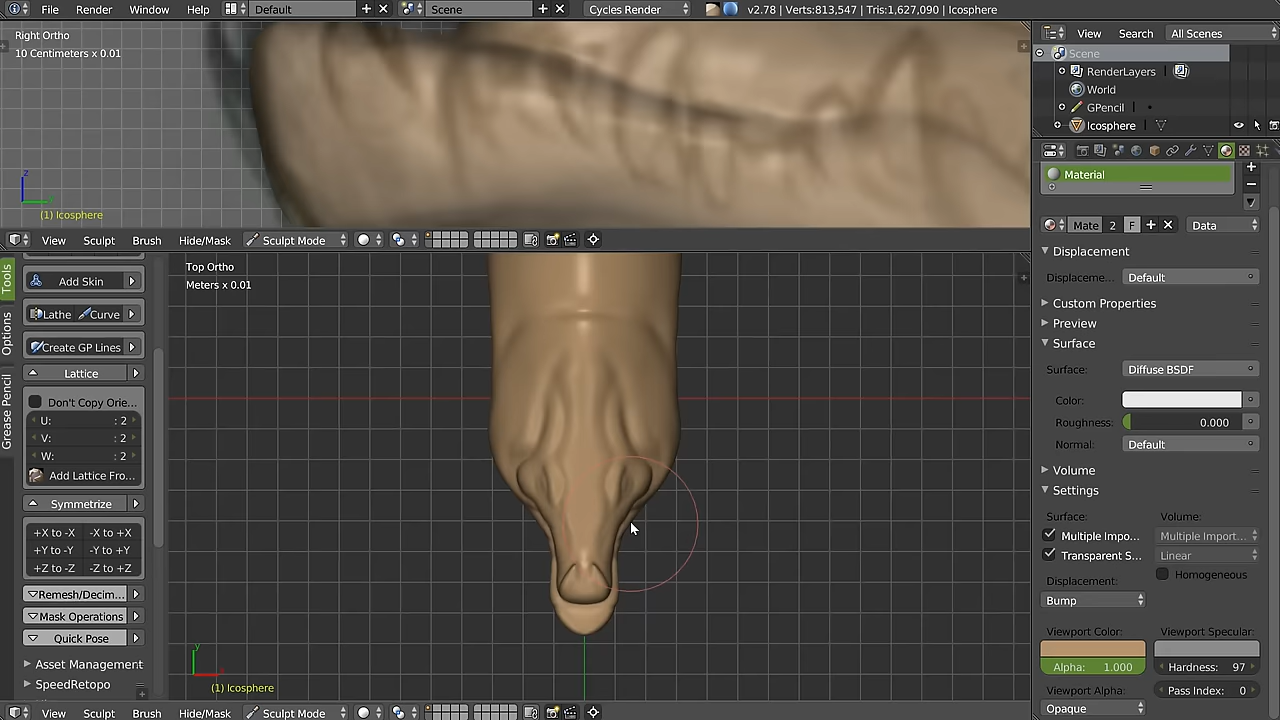 File Render Window Help Default Scene Cycles Render v2.78 | Verts:813,547 | Tris:1,627,090 | Icosphere
Right Ortho
10 Centimeters x 0.01
z
(1) Icosphere
View Sculpt Brush Hide/Mask Sculpt Mode
Tools
Options
Grease Pencil
Add Skin
Lathe Curve
Create GP Lines
Lattice
Don't Copy Orie...
U: : 2
V: : 2
W: : 2
Add Lattice Fro...
Symmetrize
+X to -X -X to +X
+Y to -Y -Y to +Y
+Z to -Z -Z to +Z
Remesh/Decim...
Mask Operations
Quick Pose
Asset Management
SpeedRetopo
Top Ortho
Meters x 0.01
y
(1) Icosphere
View Sculpt Brush Hide/Mask Sculpt Mode
View Search All Scenes
Scene
RenderLayers
World
GPencil
Icosphere
Material
Mate 2 F Data
Displacement
Displaceme... Default
Custom Properties
Preview
Surface
Surface: Diffuse BSDF
Color:
Roughness: 0.000
Normal: Default
Volume
Settings
Surface: Volume:
Multiple Impo... Multiple Import...
Transparent S... Linear
Homogeneous
Displacement:
Bump
Viewport Color: Viewport Specular:
Alpha: 1.000 Hardness: 97
Viewport Alpha: Pass Index: 0
Opaque